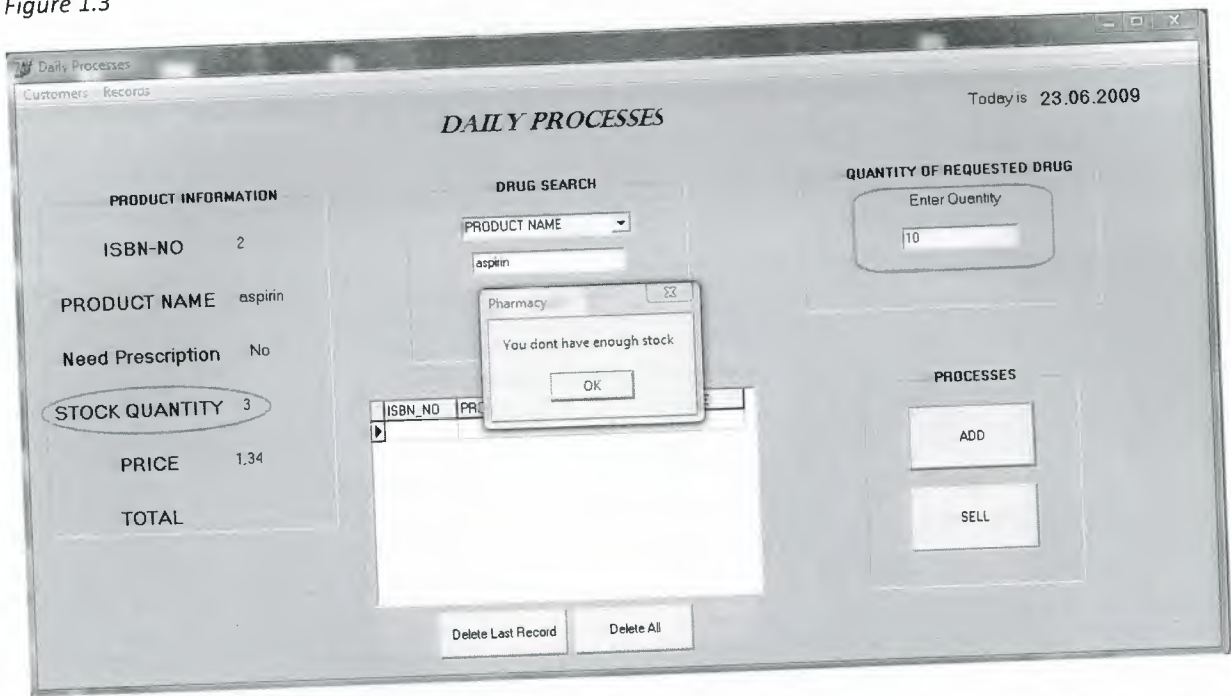 Figure 1.3
Daily Processes
Customers Records
DAILY PROCESSES
Today is 23.06.2009
PRODUCT INFORMATION
ISBN-NO 2
PRODUCT NAME aspirin
Need Prescription No
STOCK QUANTITY 3
PRICE 1,34
TOTAL
DRUG SEARCH
PRODUCT NAME
aspirin
Pharmacy
You dont have enough stock
OK
ISBN_NO
Delete Last Record Delete All
QUANTITY OF REQUESTED DRUG
Enter Quentity
10
PROCESSES
ADD
SELL